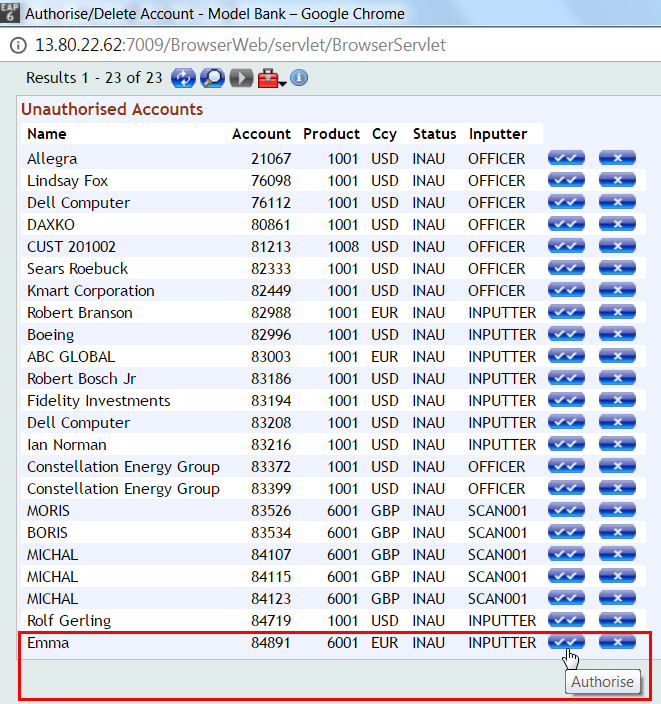 EAP 6 Authorise/Delete Account - Model Bank – Google Chrome
13.80.22.62:7009/BrowserWeb/servlet/BrowserServlet
Results 1 - 23 of 23
Unauthorised Accounts
Name Account Product Ccy Status Inputter
Allegra 21067 1001 USD INAU OFFICER
Lindsay Fox 76098 1001 USD INAU OFFICER
Dell Computer 76112 1001 USD INAU OFFICER
DAXKO 80861 1001 USD INAU OFFICER
CUST 201002 81213 1008 USD INAU OFFICER
Sears Roebuck 82333 1001 USD INAU OFFICER
Kmart Corporation 82449 1001 USD INAU OFFICER
Robert Branson 82988 1001 EUR INAU INPUTTER
Boeing 82996 1001 USD INAU INPUTTER
ABC GLOBAL 83003 1001 EUR INAU INPUTTER
Robert Bosch Jr 83186 1001 USD INAU INPUTTER
Fidelity Investments 83194 1001 USD INAU INPUTTER
Dell Computer 83208 1001 USD INAU INPUTTER
Ian Norman 83216 1001 USD INAU INPUTTER
Constellation Energy Group 83372 1001 USD INAU OFFICER
Constellation Energy Group 83399 1001 USD INAU OFFICER
MORIS 83526 6001 GBP INAU SCAN001
BORIS 83534 6001 GBP INAU SCAN001
MICHAL 84107 6001 GBP INAU SCAN001
MICHAL 84115 6001 GBP INAU SCAN001
MICHAL 84123 6001 GBP INAU SCAN001
Rolf Gerling 84719 1001 USD INAU INPUTTER
Emma 84891 6001 EUR INAU INPUTTER
Authorise